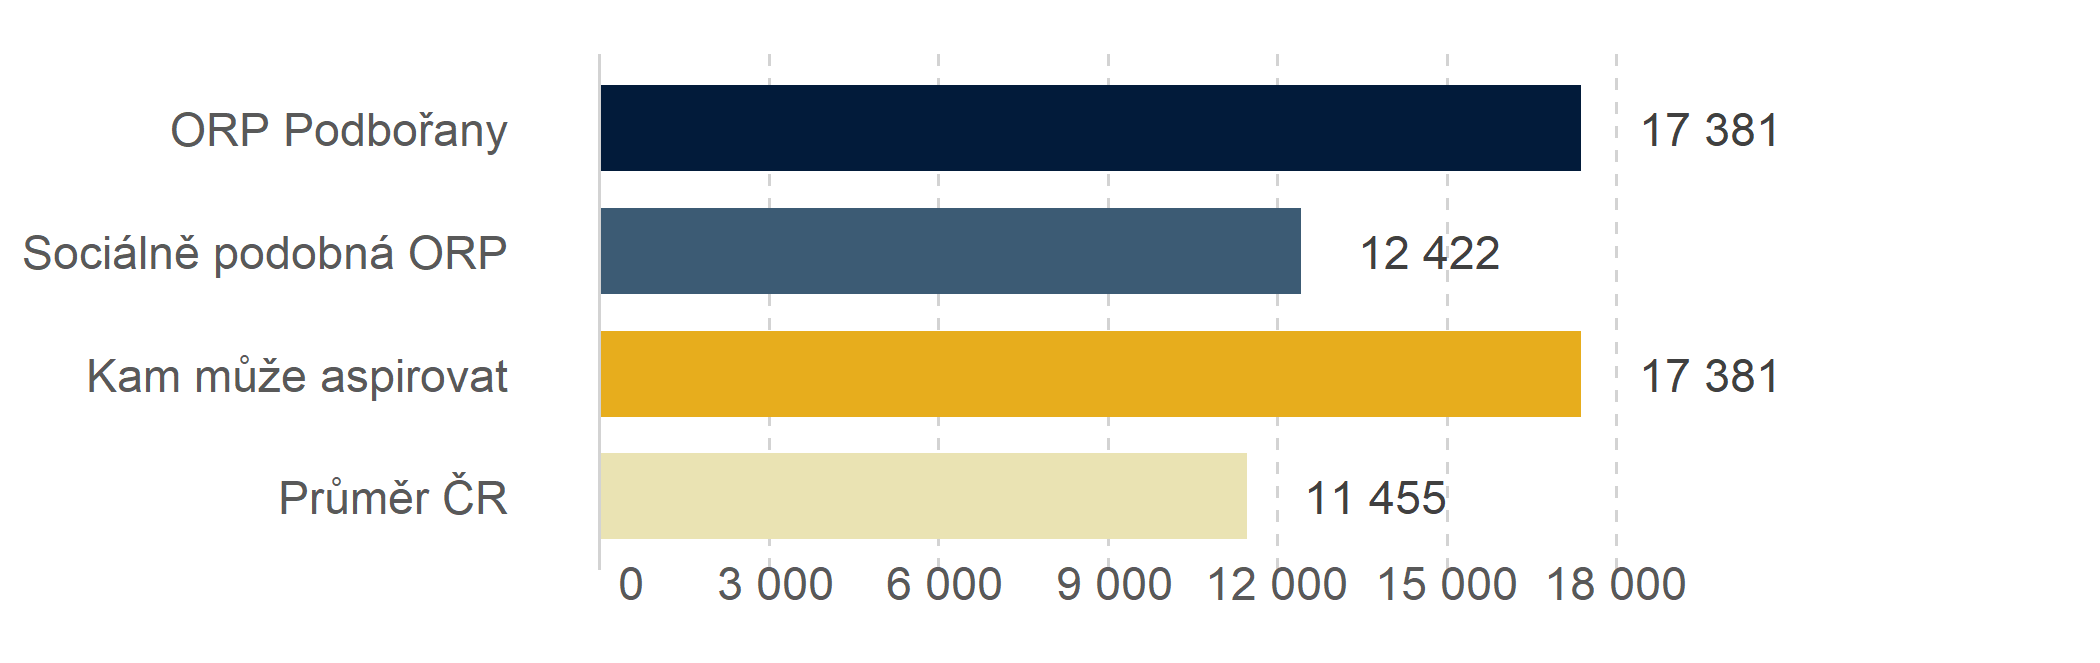 ORP Podbořany 17 381
Sociálně podobná ORP 12 422
Kam může aspirovat 17 381
Průměr ČR 11 455
0 3 000 6 000 9 000 12 000 15 000 18 000